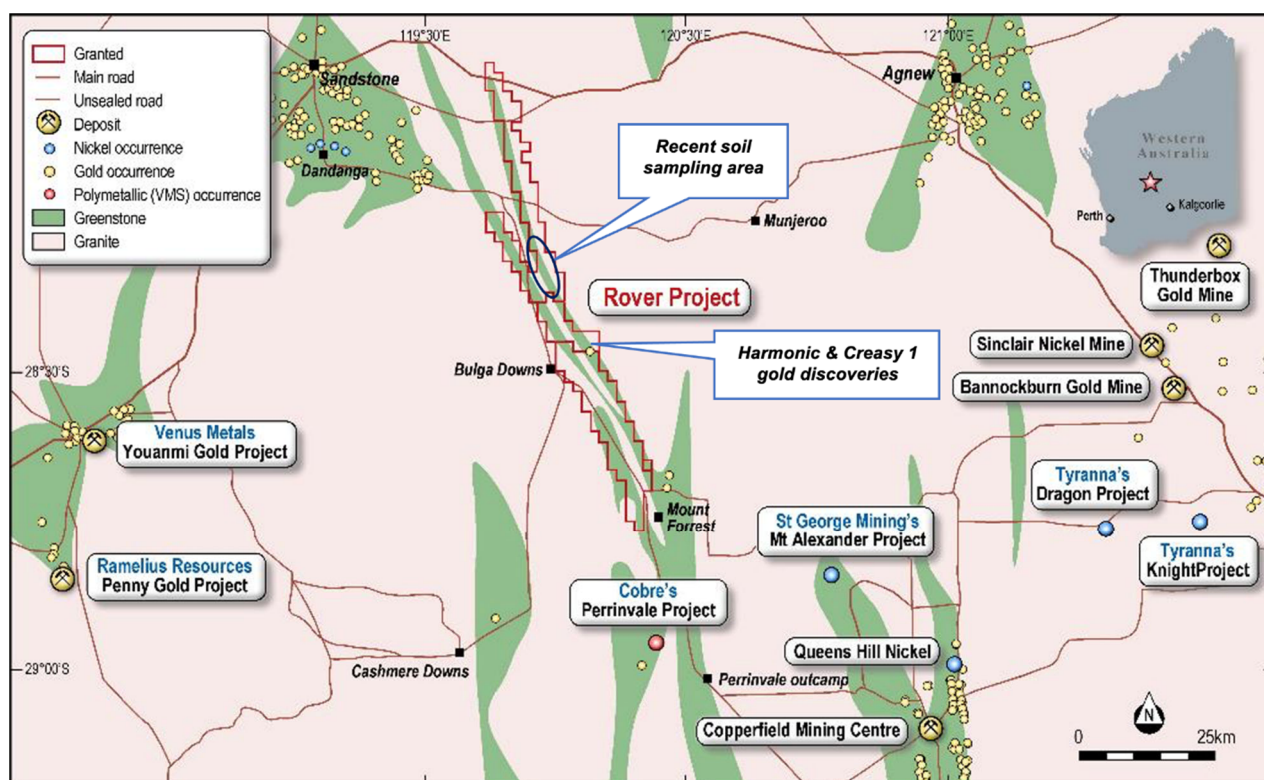 119°30'E
120°30'E
121°00'E
Granted
Main road
Unsealed road
Deposit
Nickel occurrence
Gold occurrence
Polymetallic (VMS) occurrence
Greenstone
Granite
Sandstone
Dandanga
Agnew
Recent soil
sampling area
Munjeroo
Western
Australia
Perth
Kalgoorlie
Thunderbox
Gold Mine
Rover Project
Sinclair Nickel Mine
Harmonic & Creasy 1
gold discoveries
Bulga Downs
28°30'S
Bannockburn Gold Mine
Venus Metals
Youanmi Gold Project
Tyranna's
Dragon Project
Mount
Forrest
St George Mining's
Mt Alexander Project
Tyranna's
KnightProject
Ramelius Resources
Penny Gold Project
Cobre's
Perrinvale Project
Queens Hill Nickel
29°00'S
Cashmere Downs
Perrinvale outcamp
Copperfield Mining Centre
N
0
25km